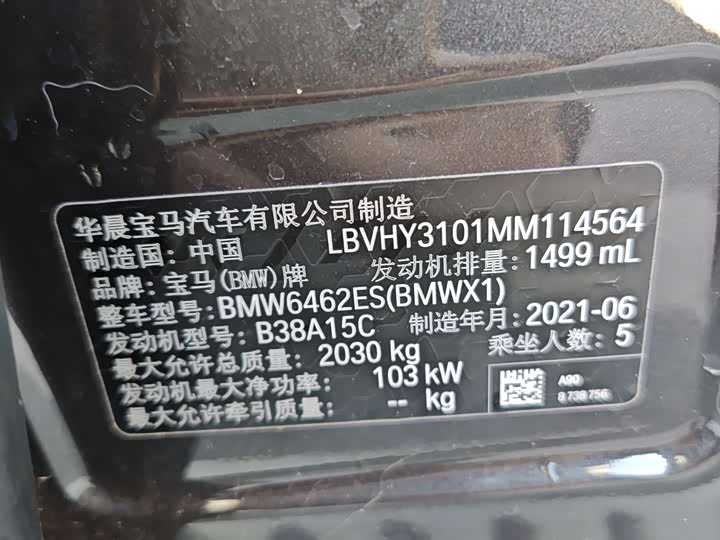 华晨宝马汽车有限公司制造
制造国: 中国 LBVHY3101MM114564
品牌: 宝马(BMW)牌 发动机排量: 1499 mL
整车型号: BMW6462ES(BMWX1)
发动机型号: B38A15C 制造年月: 2021-06
最大允许总质量: 2030 kg 乘坐人数: 5
发动机最大净功率: 103 kW
最大允许牵引质量: -- kg
A90
8 738 756